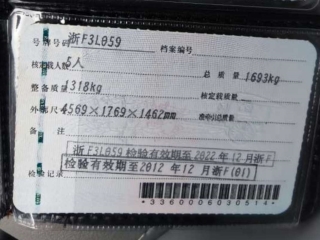 号牌号码 浙F3L059 档案编号
核定载人数 5人 总质量 1693kg
整备质量 1318kg 核定载质量
外廓尺寸 4569×1769×1462mm 准牵引总质量
备注
浙F3L059 检验有效期至2022年12月浙F
检验记录 检验有效期至2012年12月浙F(01)
*3360006030514*